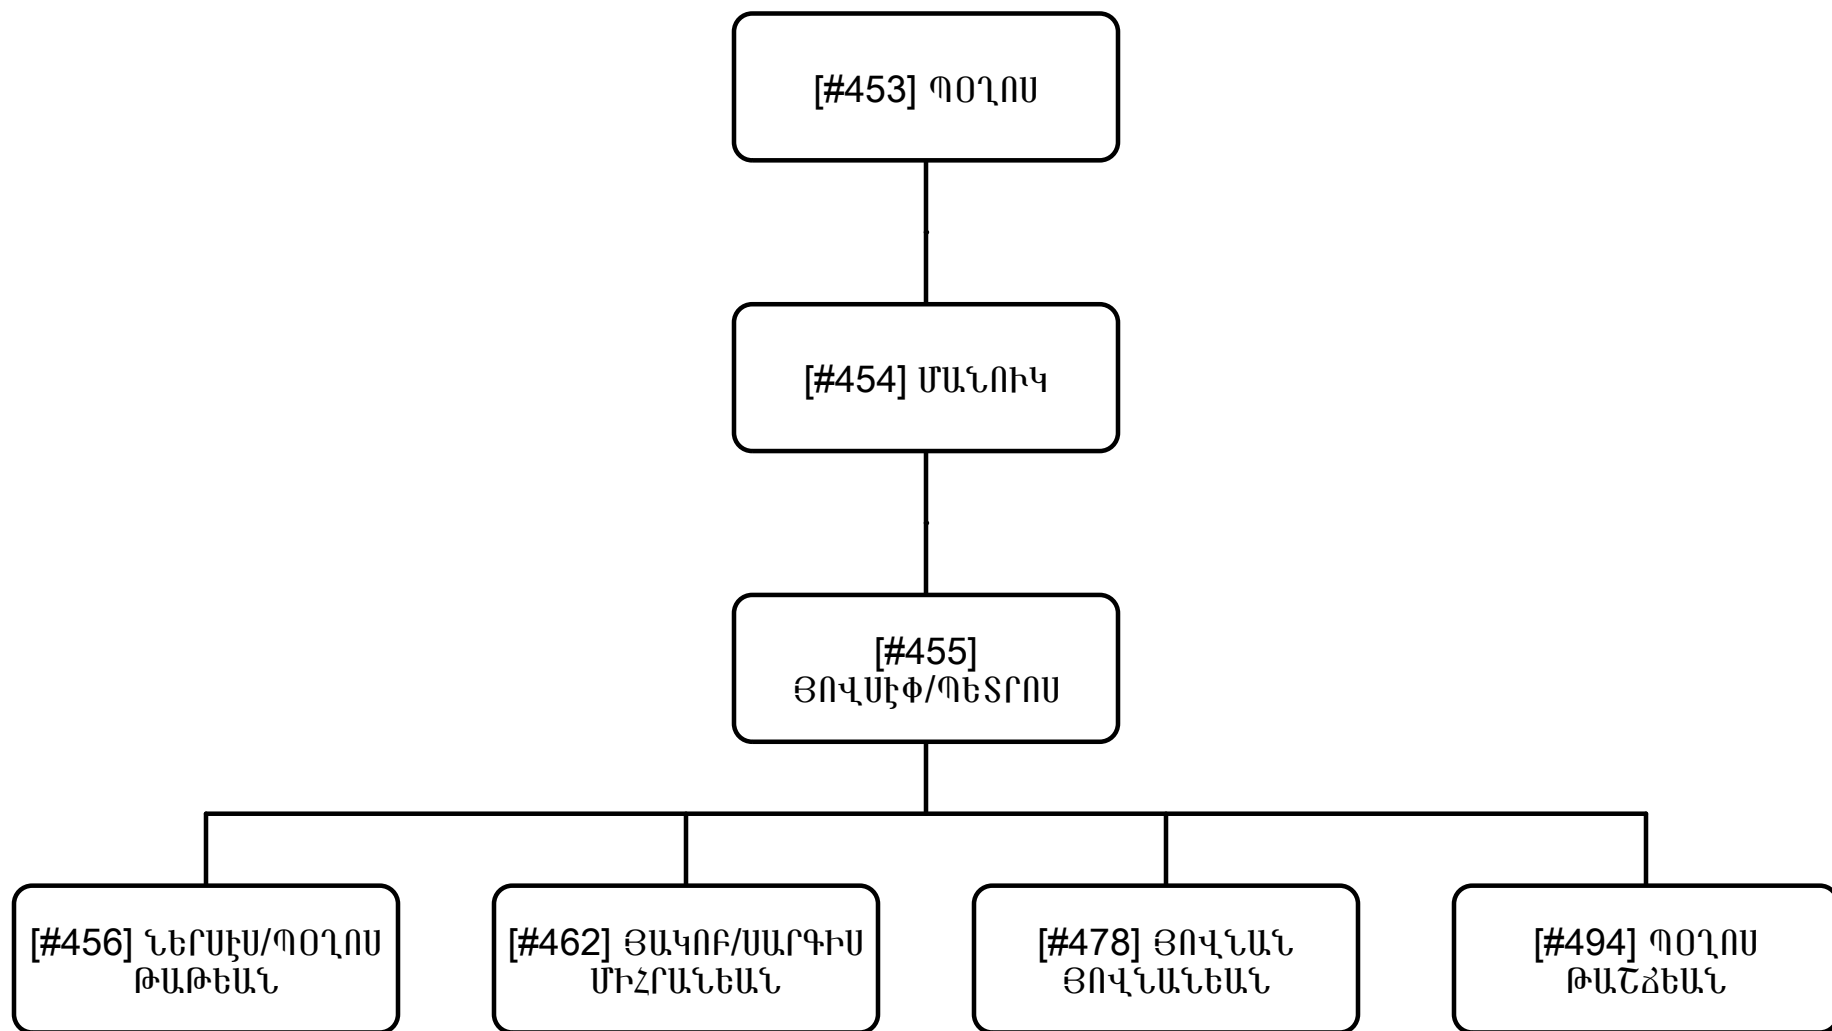 [#453] ՊՕՂՈՍ
[#454] ՄԱՆՈՒԿ
[#455]
ՅՈՎՍԷՓ/ՊԵՏՐՈՍ
[#456] ՆԵՐՍԷՍ/ՊՕՂՈՍ
ԹԱԹԵԱՆ
[#462] ՅԱԿՈԲ/ՍԱՐԳԻՍ
ՄԻՀՐԱՆԵԱՆ
[#478] ՅՈՎՆԱՆ
ՅՈՎՆԱՆԵԱՆ
[#494] ՊՕՂՈՍ
ԹԱՇՃԵԱՆ